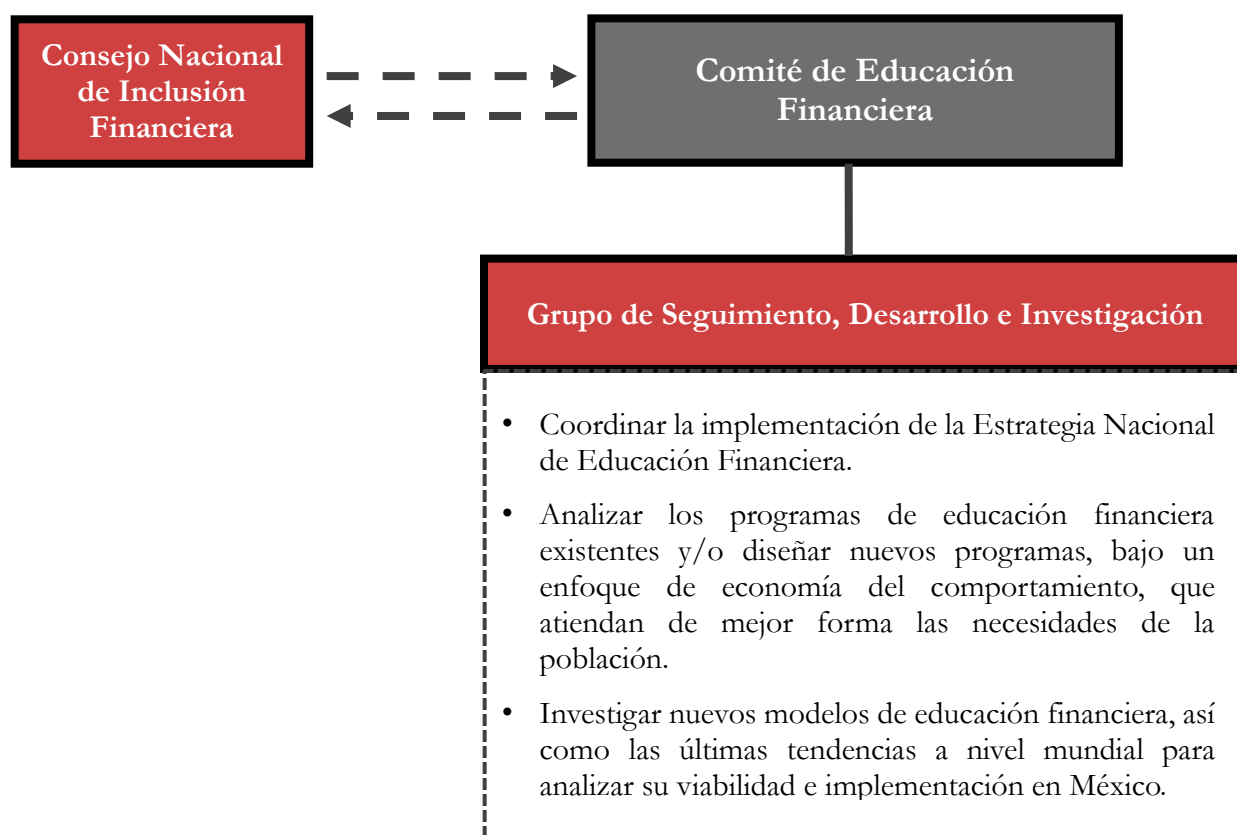 Consejo Nacional
de Inclusión
Financiera
Comité de Educación
Financiera
Grupo de Seguimiento, Desarrollo e Investigación
• Coordinar la implementación de la Estrategia Nacional
de Educación Financiera.
• Analizar los programas de educación financiera
existentes y/o diseñar nuevos programas, bajo un
enfoque de economía del comportamiento, que
atiendan de mejor forma las necesidades de la
población.
• Investigar nuevos modelos de educación financiera, así
como las últimas tendencias a nivel mundial para
analizar su viabilidad e implementación en México.